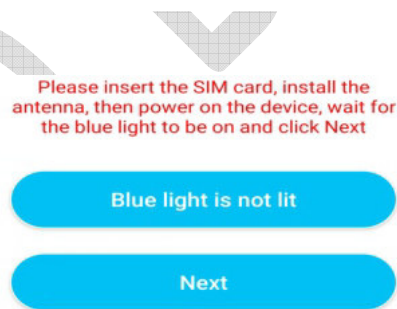 Please insert the SIM card, install the
antenna, then power on the device, wait for
the blue light to be on and click Next
Blue light is not lit
Next